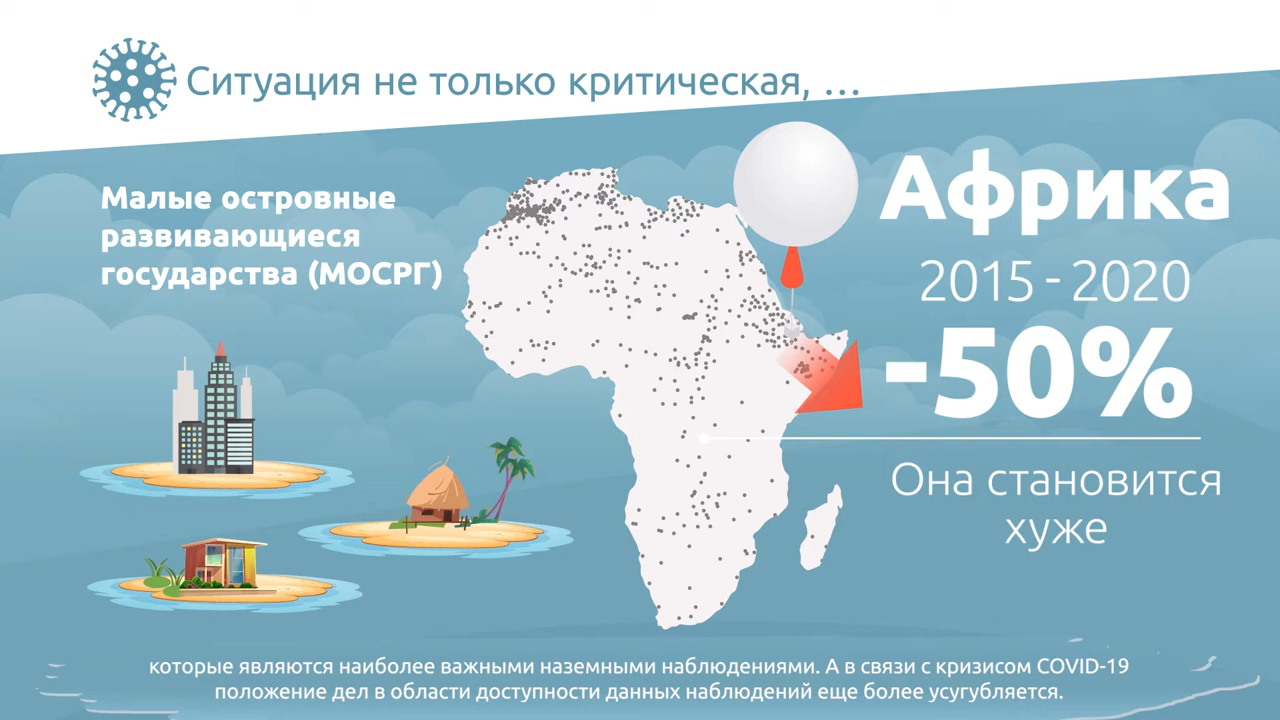 Ситуация не только критическая, ...
Малые островные
развивающиеся
государства (МОСРГ)
Африка
2015 - 2020
-50%
Она становится
хуже
которые являются наиболее важными наземными наблюдениями. А в связи с кризисом COVID-19
положение дел в области доступности данных наблюдений еще более усугубляется.